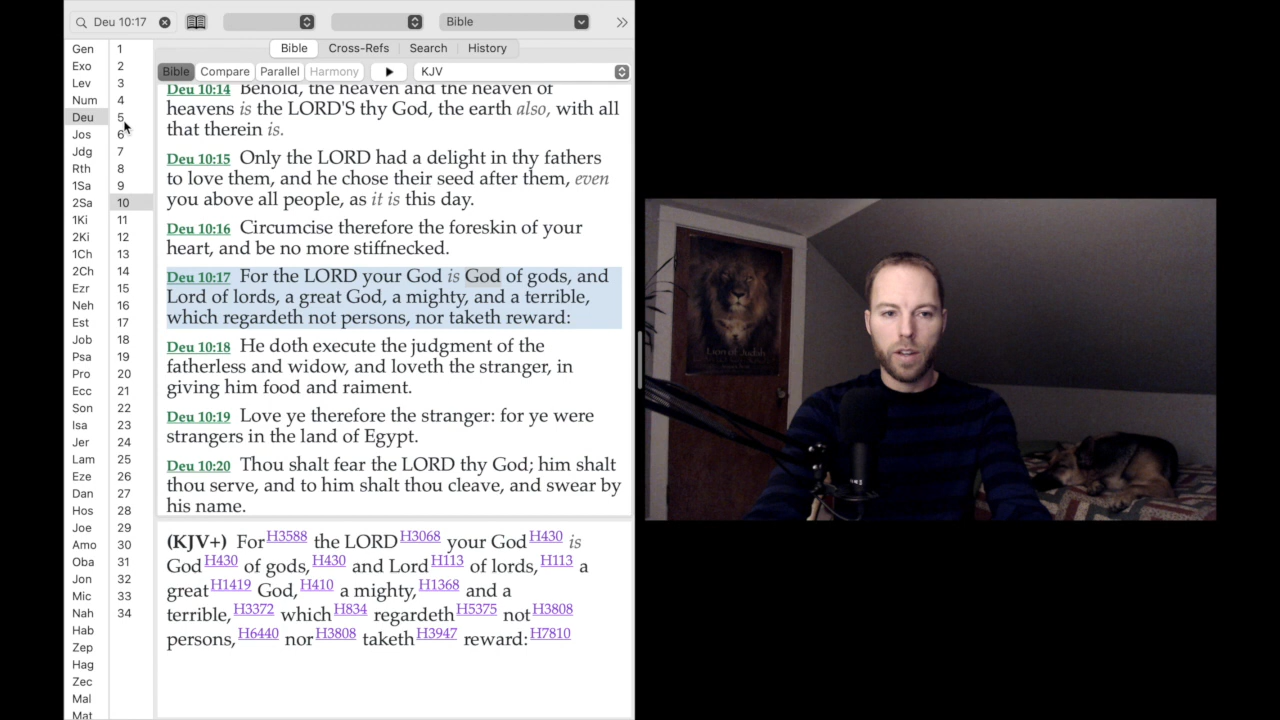 Deu 10:17
Bible
Bible Cross-Refs Search History
Bible Compare Parallel Harmony KJV
Gen
Exo
Lev
Num
Deu
Jos
Jdg
Rth
1Sa
2Sa
1Ki
2Ki
1Ch
2Ch
Ezr
Neh
Est
Job
Psa
Pro
Ecc
Son
Isa
Jer
Lam
Eze
Dan
Hos
Joe
Amo
Oba
Jon
Mic
Nah
Hab
Zep
Hag
Zec
Mal
Mat
1
2
3
4
5
6
7
8
9
10
11
12
13
14
15
16
17
18
19
20
21
22
23
24
25
26
27
28
29
30
31
32
33
34
Deu 10:14 Behold, the heaven and the heaven of
heavens is the LORD'S thy God, the earth also, with all
that therein is.
Deu 10:15 Only the LORD had a delight in thy fathers
to love them, and he chose their seed after them, even
you above all people, as it is this day.
Deu 10:16 Circumcise therefore the foreskin of your
heart, and be no more stiffnecked.
Deu 10:17 For the LORD your God is God of gods, and
Lord of lords, a great God, a mighty, and a terrible,
which regardeth not persons, nor taketh reward:
Deu 10:18 He doth execute the judgment of the
fatherless and widow, and loveth the stranger, in
giving him food and raiment.
Deu 10:19 Love ye therefore the stranger: for ye were
strangers in the land of Egypt.
Deu 10:20 Thou shalt fear the LORD thy God; him shalt
thou serve, and to him shalt thou cleave, and swear by
his name.
(KJV+) For H3588 the LORD H3068 your God H430 is
God H430 of gods, H430 and Lord H113 of lords, H113 a
great H1419 God, H410 a mighty, H1368 and a
terrible, H3372 which H834 regardeth H5375 not H3808
persons, H6440 nor H3808 taketh H3947 reward: H7810
Lion of Judah